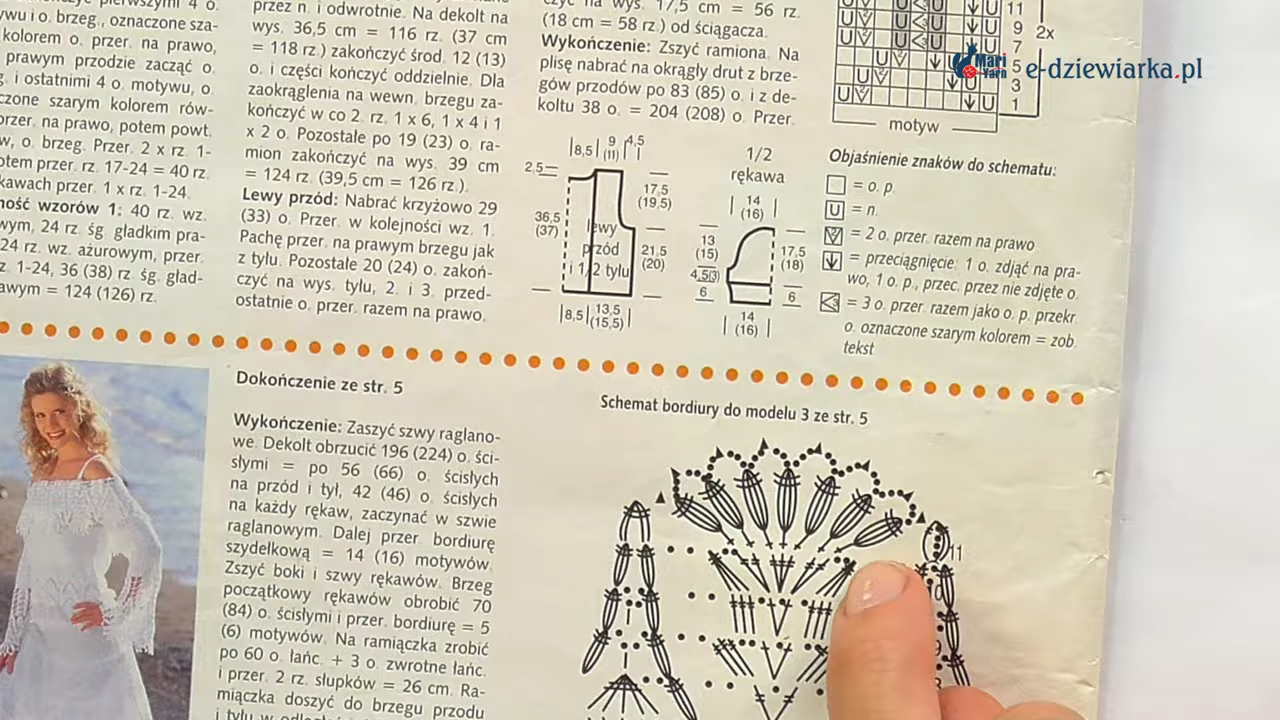 pierwszymi 4 o.
wu i o. brzeg., oznaczone sza-
kolorem o. przer. na prawo,
prawym przodzie zacząć o.
i ostatnimi 4 o. motywu, o.
czone szarym kolorem rów-
przer. na prawo, potem powt.
w, o. brzeg. Przer. 2 x rz. 1-
otem przer. rz. 17-24 = 40 rz.
kawach przer. 1 x rz. 1-24.
ność wzorów 1: 40 rz. wz.
wym, 24 rz. śg. gładkim pra-
24 rz. wz. ażurowym, przer.
z. 1-24, 36 (38) rz. śg. gład-
awym = 124 (126) rz.
przez n. i odwrotnie. Na dekolt na
wys. 36,5 cm = 116 rz. (37 cm
= 118 rz.) zakończyć środ. 12 (13)
o. i części kończyć oddzielnie. Dla
zaokrąglenia na wewn. brzegu za-
kończyć w co 2. rz. 1 x 6, 1 x 4 i 1
x 2 o. Pozostałe po 19 (23) o. ra-
mion zakończyć na wys. 39 cm
= 124 rz. (39,5 cm = 126 rz.).
Lewy przód: Nabrać krzyżowo 29
(33) o. Przer. w kolejności wz. 1.
Pachę przer. na prawym brzegu jak
z tyłu. Pozostałe 20 (24) o. zakoń-
czyć na wys. tyłu, 2. i 3. przed-
ostatnie o. przer. razem na prawo.
czyć na wys. 17,5 cm = 56 rz.
(18 cm = 58 rz.) od ściągacza.
Wykończenie: Zszyć ramiona. Na
plisę nabrać na okrągły drut z brze-
gów przodów po 83 (85) o. i z de-
koltu 38 o. = 204 (208) o. Przer.
8,5 9 (11) 4,5
2,5
36,5 (37)
17,5 (19,5)
21,5 (20)
lewy
przód
i 1/2 tyłu
8,5 13,5 (15,5)
1/2
rękawa
14 (16)
13 (15)
4,5(3)
6
17,5 (18)
6
14 (16)
11
9
7
5
3
1
2x
motyw
Mari Yarn
e-dziewiarka.pl
Objaśnienie znaków do schematu:
= o. p.
U = n.
= 2 o. przer. razem na prawo
= przeciągnięcie: 1 o. zdjąć na pra-
wo, 1 o. p., przec. przez nie zdjęte o.
= 3 o. przer. razem jako o. p. przekr.
o. oznaczone szarym kolorem = zob.
tekst
Dokończenie ze str. 5
Wykończenie: Zaszyć szwy raglano-
we. Dekolt obrzucić 196 (224) o. ści-
słymi = po 56 (66) o. ścisłych
na przód i tył, 42 (46) o. ścisłych
na każdy rękaw, zaczynać w szwie
raglanowym. Dalej przer. bordiurę
szydełkową = 14 (16) motywów.
Zszyć boki i szwy rękawów. Brzeg
początkowy rękawów obrobić 70
(84) o. ścisłymi i przer. bordiurę = 5
(6) motywów. Na ramiączka zrobić
po 60 o. łańc. + 3 o. zwrotne łańc.
i przer. 2 rz. słupków = 26 cm. Ra-
miączka doszyć do brzegu przodu
i tyłu w
Schemat bordiury do modelu 3 ze str. 5
11